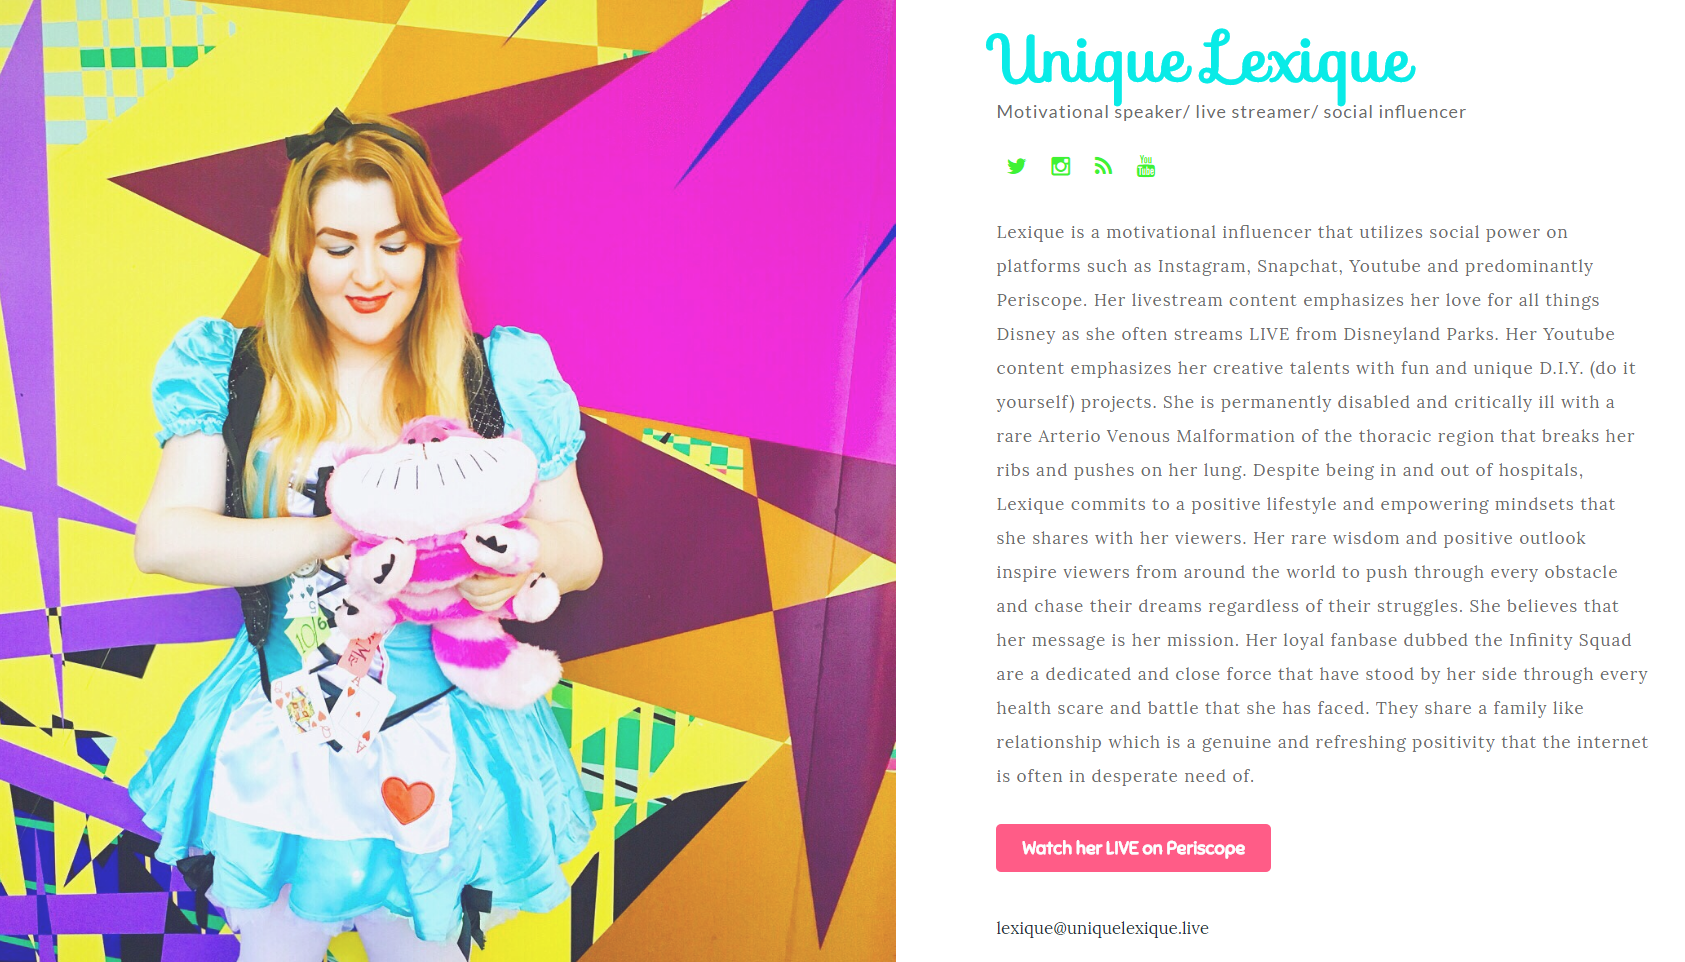 Unique Lexique
Motivational speaker/ live streamer/ social influencer
You
Tube
Lexique is a motivational influencer that utilizes social power on
platforms such as Instagram, Snapchat, Youtube and predominantly
Periscope. Her livestream content emphasizes her love for all things
Disney as she often streams LIVE from Disneyland Parks. Her Youtube
content emphasizes her creative talents with fun and unique D.I.Y. (do it
yourself) projects. She is permanently disabled and critically ill with a
rare Arterio Venous Malformation of the thoracic region that breaks her
ribs and pushes on her lung. Despite being in and out of hospitals,
Lexique commits to a positive lifestyle and empowering mindsets that
she shares with her viewers. Her rare wisdom and positive outlook
inspire viewers from around the world to push through every obstacle
and chase their dreams regardless of their struggles. She believes that
her message is her mission. Her loyal fanbase dubbed the Infinity Squad
are a dedicated and close force that have stood by her side through every
health scare and battle that she has faced. They share a family like
relationship which is a genuine and refreshing positivity that the internet
is often in desperate need of.
Watch her LIVE on Periscope
lexique@uniquelexique.live
5
10/6
Q
A
A